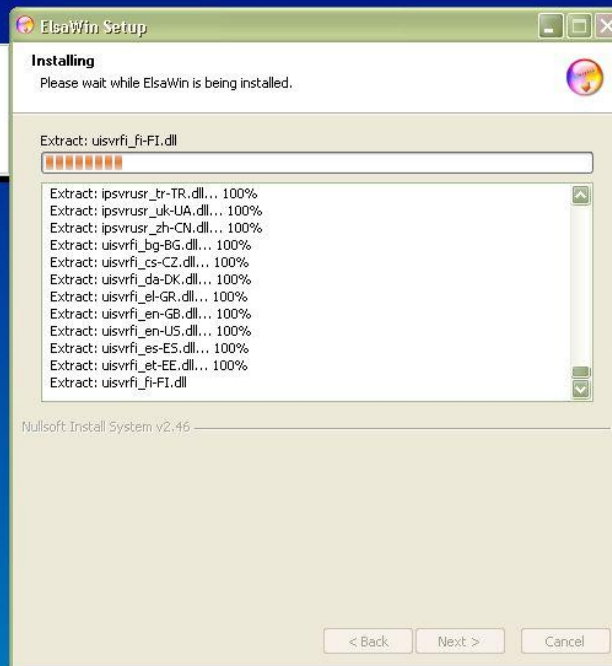 ElsaWin Setup
Installing
Please wait while ElsaWin is being installed.
Extract: uisvrfi_fi-FI.dll
Extract: ipsvrusr_tr-TR.dll... 100%
Extract: ipsvrusr_uk-UA.dll... 100%
Extract: ipsvrusr_zh-CN.dll... 100%
Extract: uisvrfi_bg-BG.dll... 100%
Extract: uisvrfi_cs-CZ.dll... 100%
Extract: uisvrfi_da-DK.dll... 100%
Extract: uisvrfi_el-GR.dll... 100%
Extract: uisvrfi_en-GB.dll... 100%
Extract: uisvrfi_en-US.dll... 100%
Extract: uisvrfi_es-ES.dll... 100%
Extract: uisvrfi_et-EE.dll... 100%
Extract: uisvrfi_fi-FI.dll
Nullsoft Install System v2.46
< Back Next > Cancel